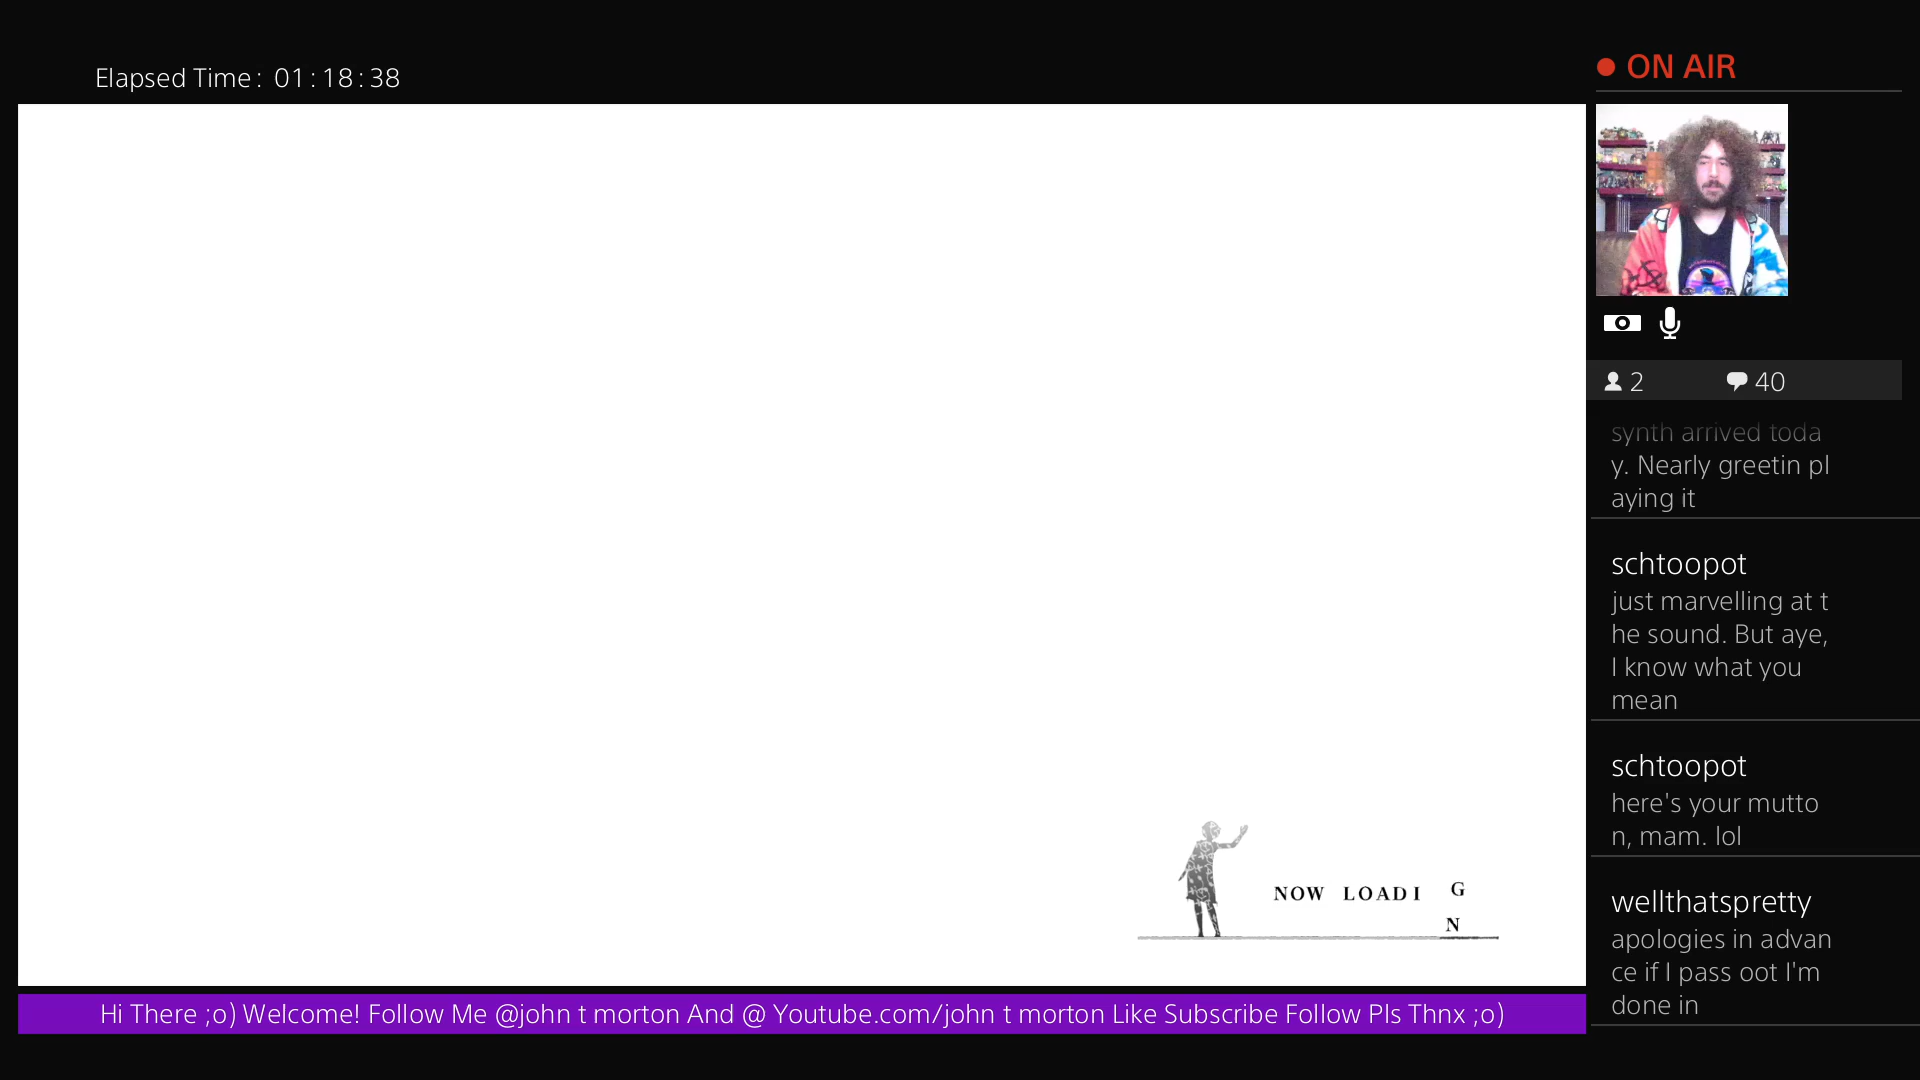 Elapsed Time: 01:18:38
ON AIR
2
40
synth arrived toda
y. Nearly greetin pl
aying it
schtoopot
just marvelling at t
he sound. But aye,
I know what you
mean
schtoopot
here's your mutto
n, mam. lol
wellthatspretty
apologies in advan
ce if I pass oot I'm
done in
NOW LOADI G
N
Hi There ;o) Welcome! Follow Me @john t morton And @ Youtube.com/john t morton Like Subscribe Follow Pls Thnx ;o)